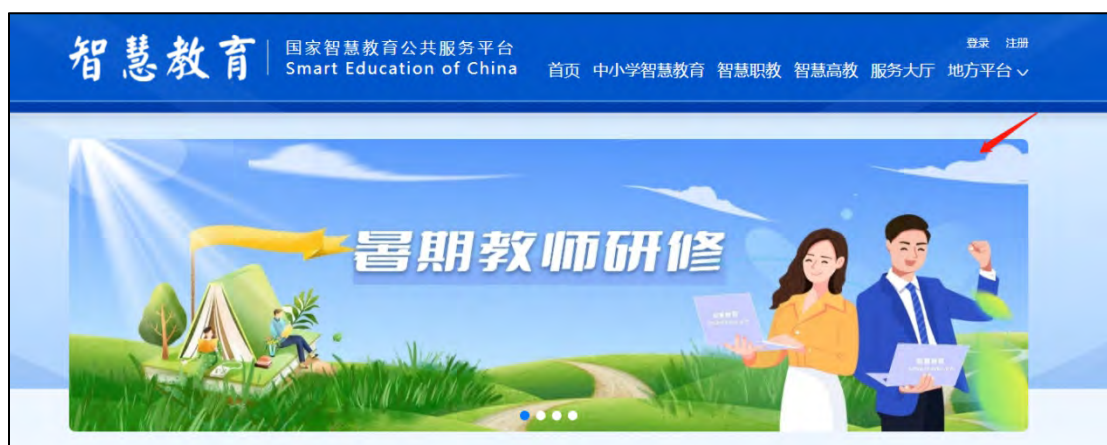 智慧教育
国家智慧教育公共服务平台
Smart Education of China
登录 注册
首页 中小学智慧教育 智慧职教 智慧高教 服务大厅 地方平台
暑期教师研修